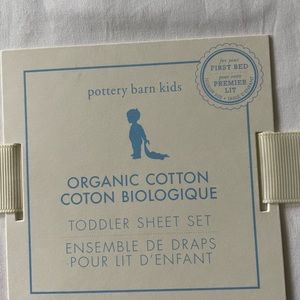 for your
FIRST BED
pour votre
PREMIER
LIT
pottery barn kids
ORGANIC COTTON
COTON BIOLOGIQUE
TODDLER SHEET SET
ENSEMBLE DE DRAPS
POUR LIT D'ENFANT